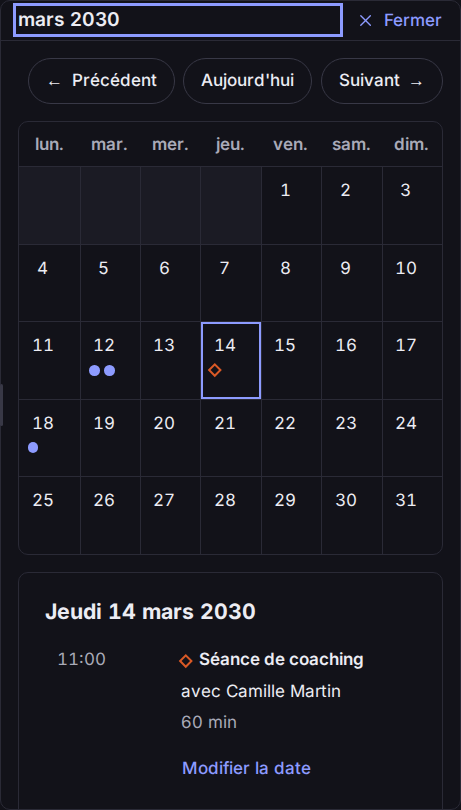 mars 2030
Fermer
← Précédent
Aujourd'hui
Suivant →
lun. mar. mer. jeu. ven. sam. dim.
1 2 3
4 5 6 7 8 9 10
11 12 13 14 15 16 17
18 19 20 21 22 23 24
25 26 27 28 29 30 31
Jeudi 14 mars 2030
11:00 Séance de coaching
avec Camille Martin
60 min
Modifier la date